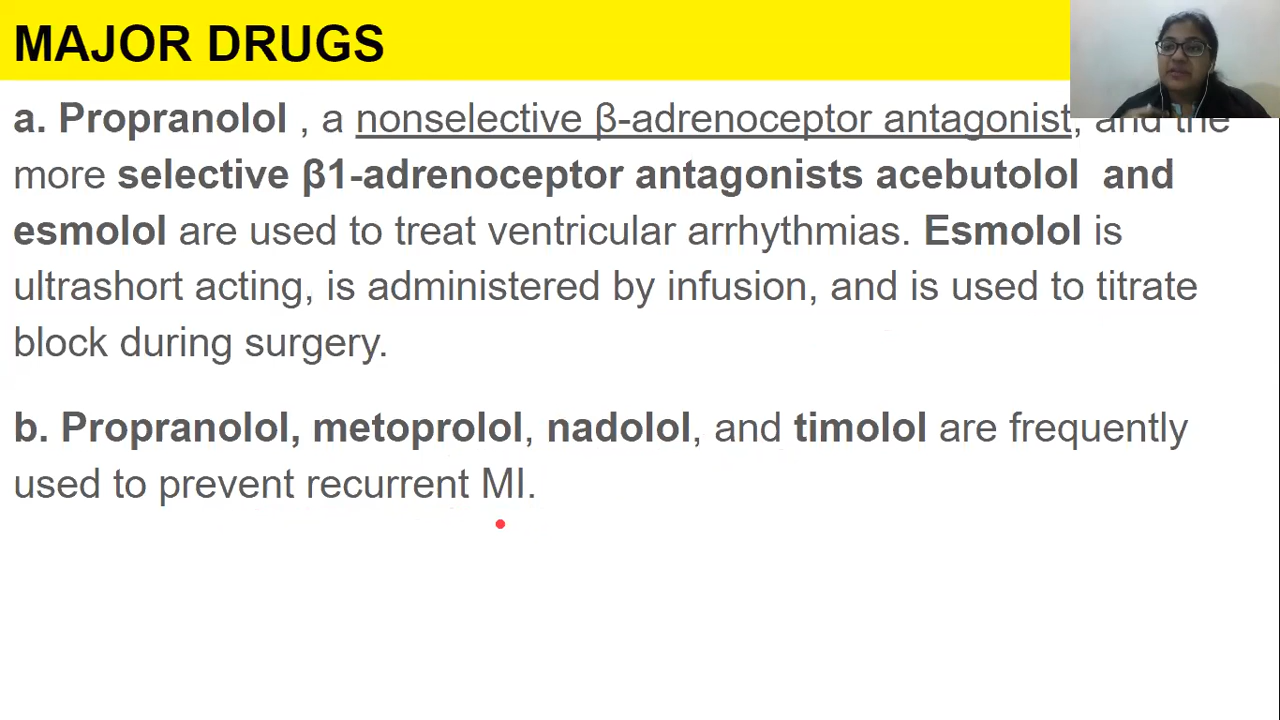 MAJOR DRUGS
a. Propranolol , a nonselective β-adrenoceptor antagonist, and the
more selective β1-adrenoceptor antagonists acebutolol and
esmolol are used to treat ventricular arrhythmias. Esmolol is
ultrashort acting, is administered by infusion, and is used to titrate
block during surgery.
b. Propranolol, metoprolol, nadolol, and timolol are frequently
used to prevent recurrent MI.